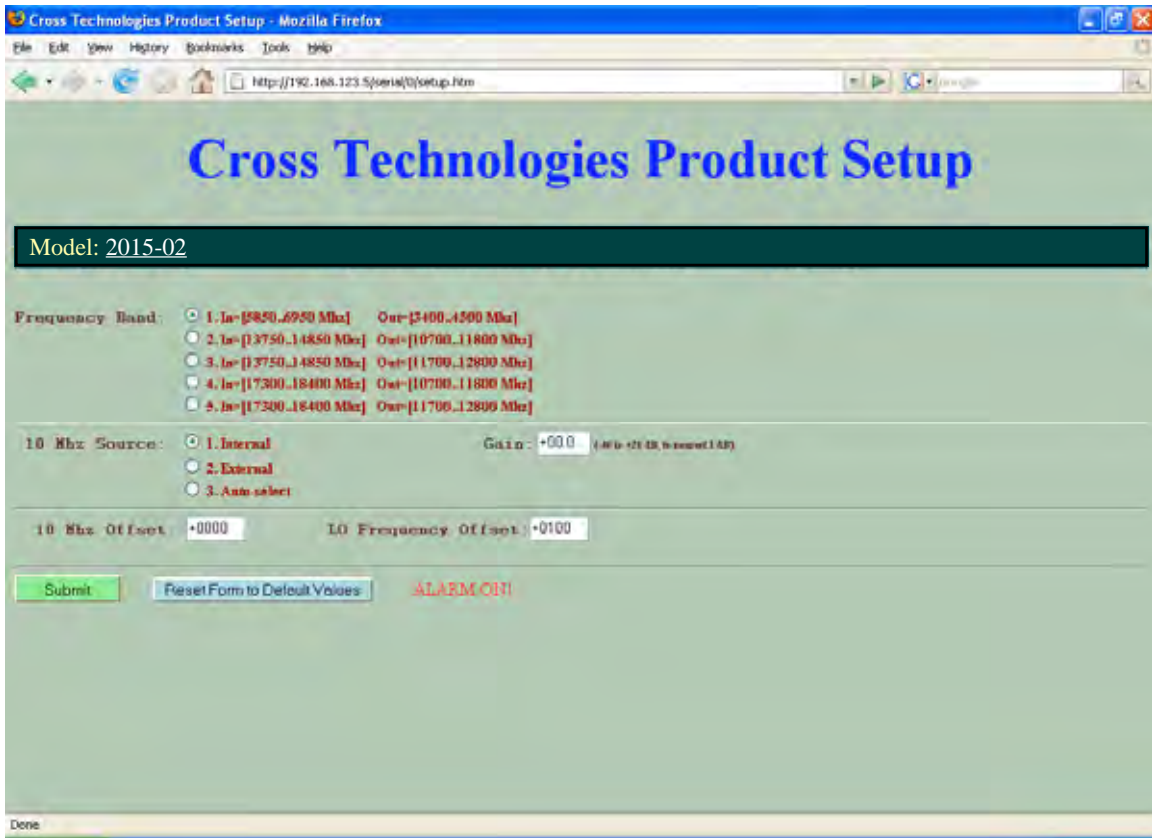 Cross Technologies Product Setup - Mozilla Firefox
File Edit View History Bookmarks Tools Help
http://192.168.123.5/serial/0/setup.htm
Cross Technologies Product Setup
Model: 2015-02
Frequency Band: 1. In=[5850..6950 Mhz] Out=[3400..4500 Mhz]
2. In=[13750..14850 Mhz] Out=[10700..11800 Mhz]
3. In=[13750..14850 Mhz] Out=[11700..12800 Mhz]
4. In=[17300..18400 Mhz] Out=[10700..11800 Mhz]
5. In=[17300..18400 Mhz] Out=[11700..12800 Mhz]
10 Mhz Source: 1. Internal Gain: +00.0
2. External
3. Auto-select
10 Mhz Offset +0000 LO Frequency Offset +0100
Submit Reset Form to Default Values ALARM ON!
Done